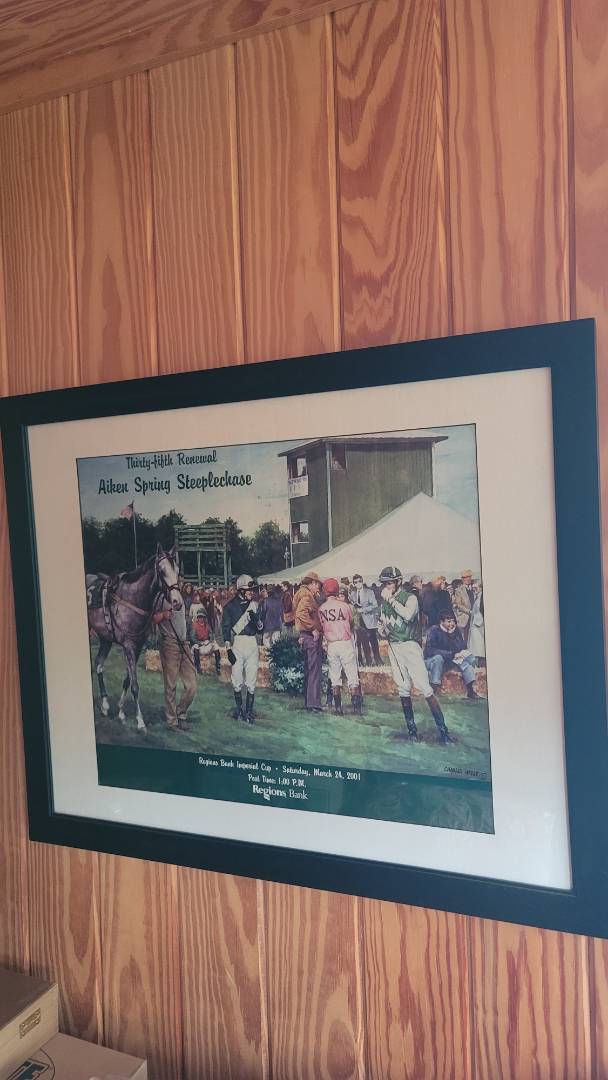 Thirty-fifth Renewal
Aiken Spring Steeplechase
NSA
Regions Bank Imperial Cup - Saturday, March 24, 2001
Post Time: 1:00 P.M.
Regions Bank